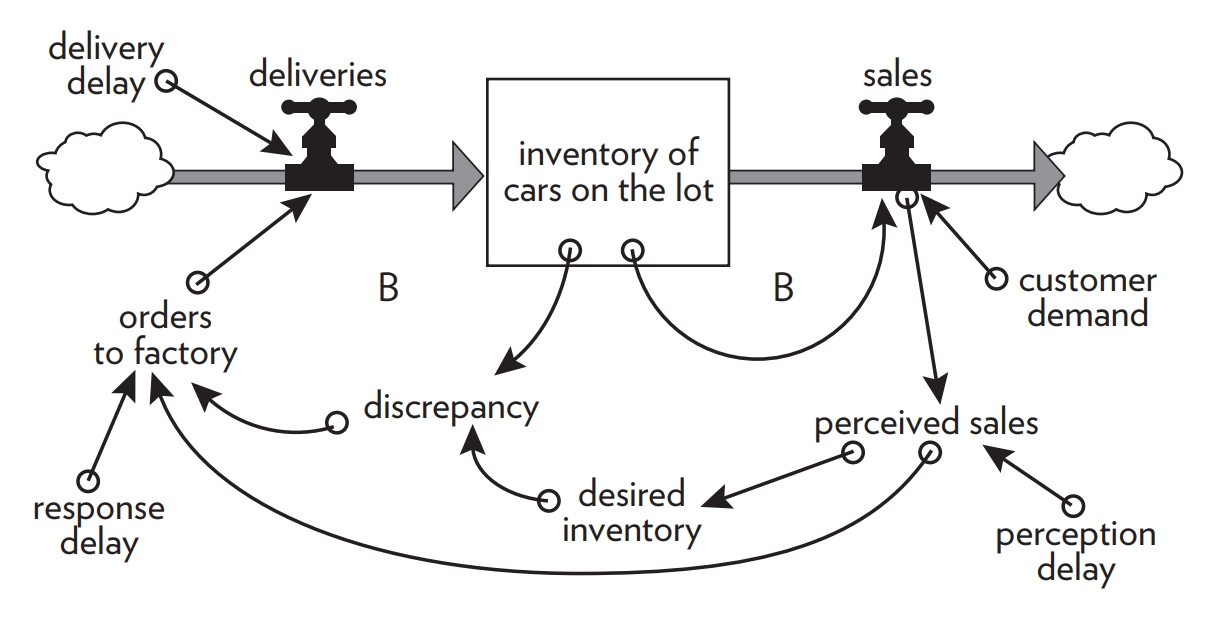 delivery
delay
deliveries
sales
inventory of
cars on the lot
B
B
customer
demand
orders
to factory
discrepancy
perceived sales
response
delay
desired
inventory
perception
delay